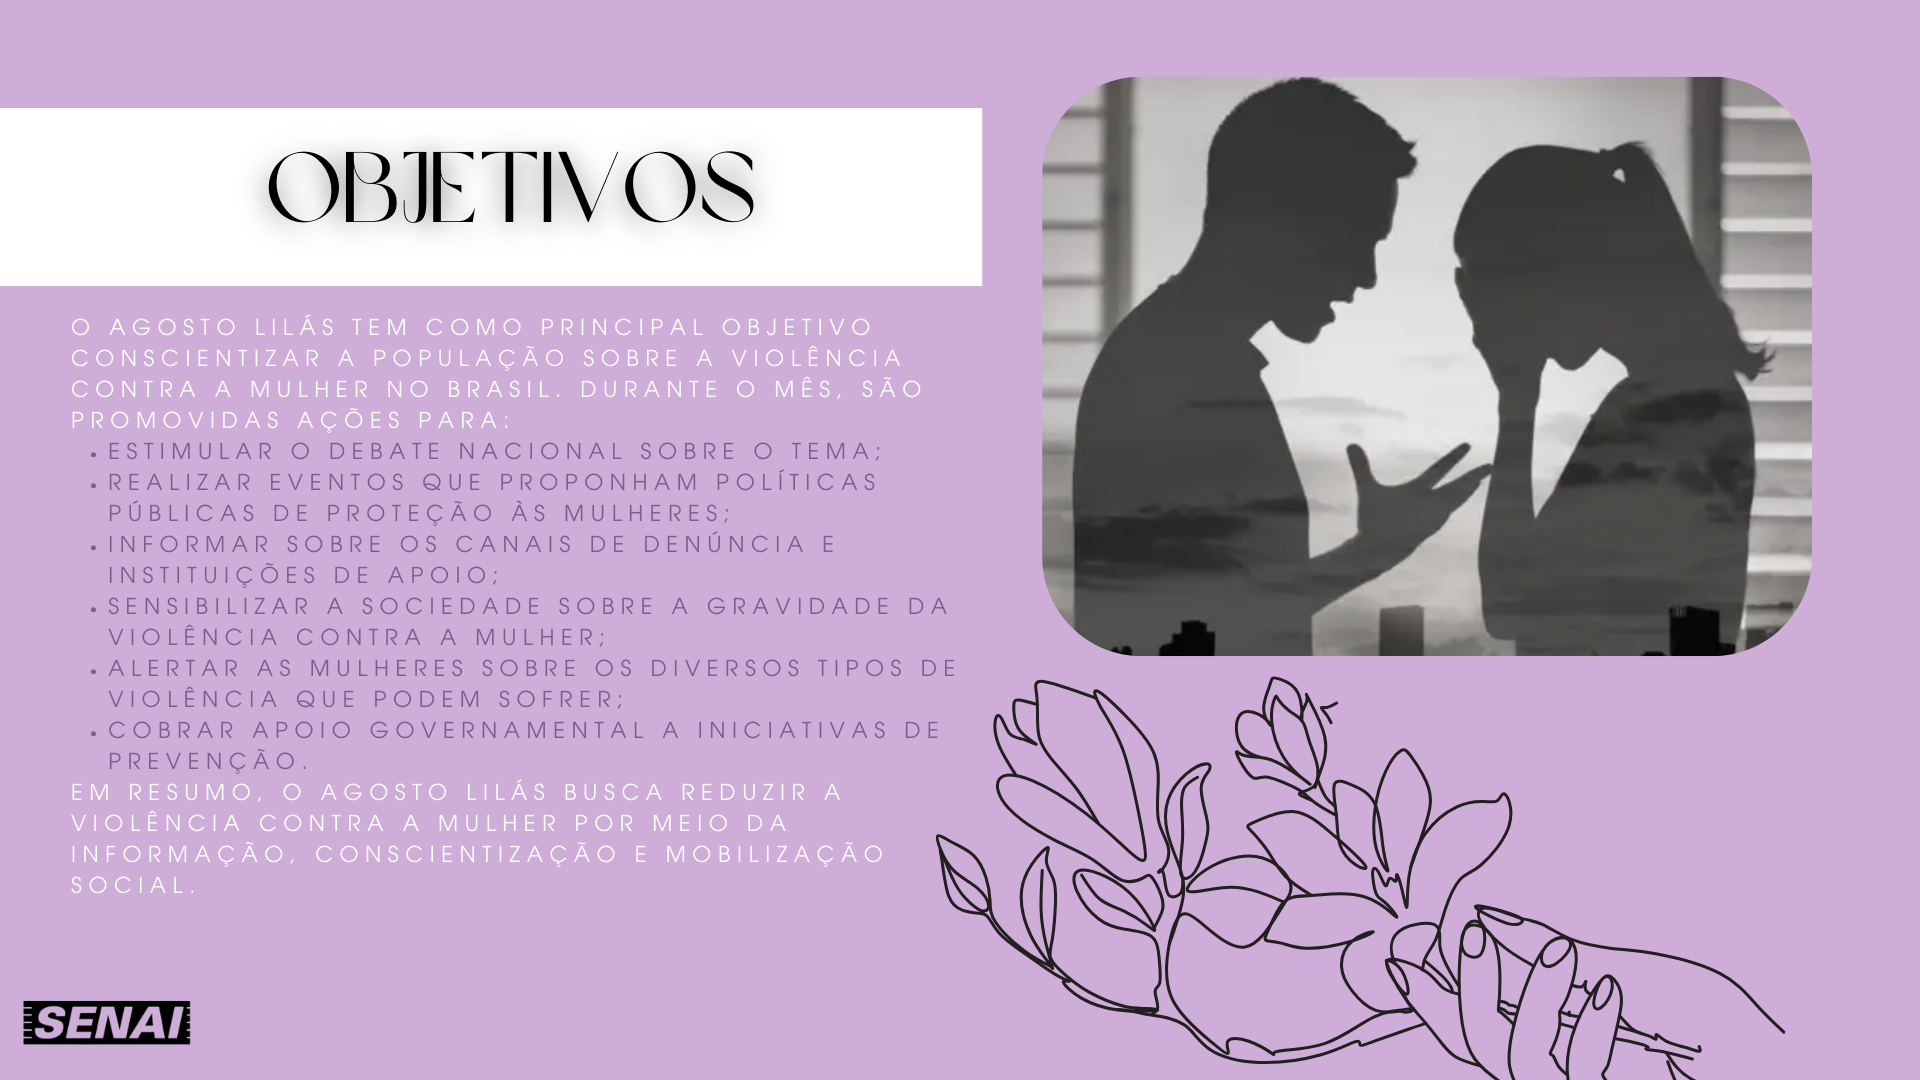 OBJETIVOS
O AGOSTO LILÁS TEM COMO PRINCIPAL OBJETIVO
CONSCIENTIZAR A POPULAÇÃO SOBRE A VIOLÊNCIA
CONTRA A MULHER NO BRASIL. DURANTE O MÊS, SÃO
PROMOVIDAS AÇÕES PARA:
• ESTIMULAR O DEBATE NACIONAL SOBRE O TEMA;
• REALIZAR EVENTOS QUE PROPONHAM POLÍTICAS
PÚBLICAS DE PROTEÇÃO ÀS MULHERES;
• INFORMAR SOBRE OS CANAIS DE DENÚNCIA E
INSTITUIÇÕES DE APOIO;
• SENSIBILIZAR A SOCIEDADE SOBRE A GRAVIDADE DA
VIOLÊNCIA CONTRA A MULHER;
• ALERTAR AS MULHERES SOBRE OS DIVERSOS TIPOS DE
VIOLÊNCIA QUE PODEM SOFRER;
• COBRAR APOIO GOVERNAMENTAL A INICIATIVAS DE
PREVENÇÃO.
EM RESUMO, O AGOSTO LILÁS BUSCA REDUZIR A
VIOLÊNCIA CONTRA A MULHER POR MEIO DA
INFORMAÇÃO, CONSCIENTIZAÇÃO E MOBILIZAÇÃO
SOCIAL.
SENAI